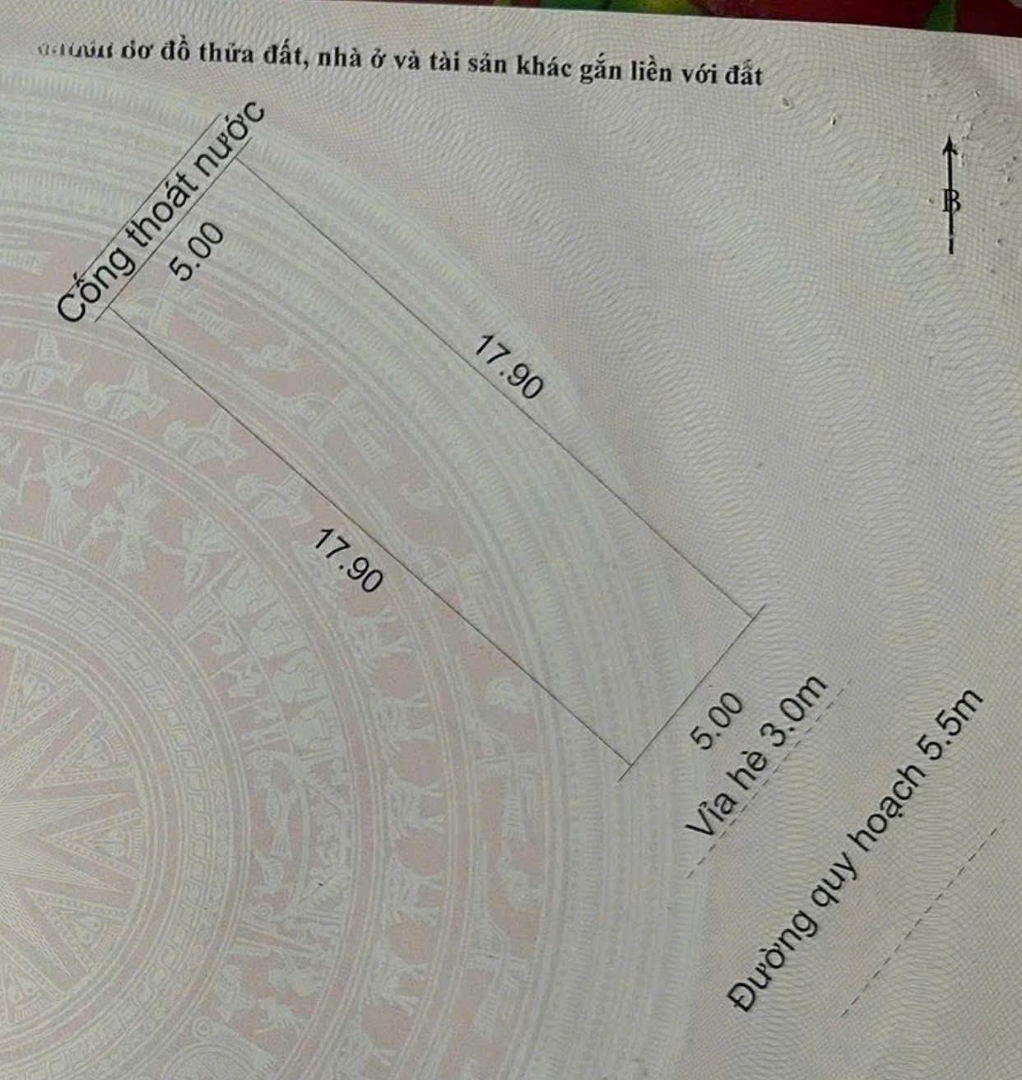 đồ thửa đất, nhà ở và tài sản khác gắn liền với đất
Cống thoát nước
B
5.00
17.90
17.90
5.00
Vỉa hè 3.0m
Đường quy hoạch 5.5m